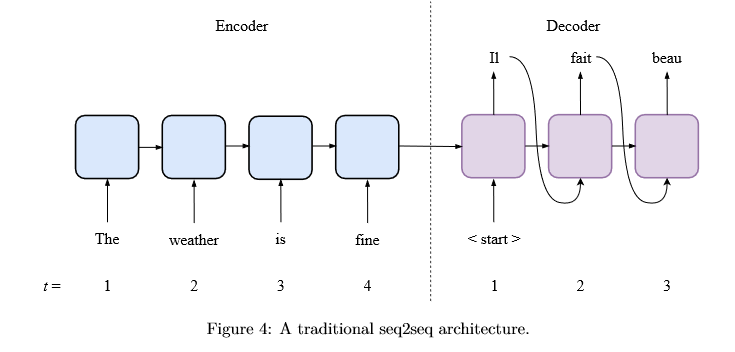 Encoder Decoder
Il fait beau
The weather is fine < start >
t = 1 2 3 4 1 2 3
Figure 4: A traditional seq2seq architecture.